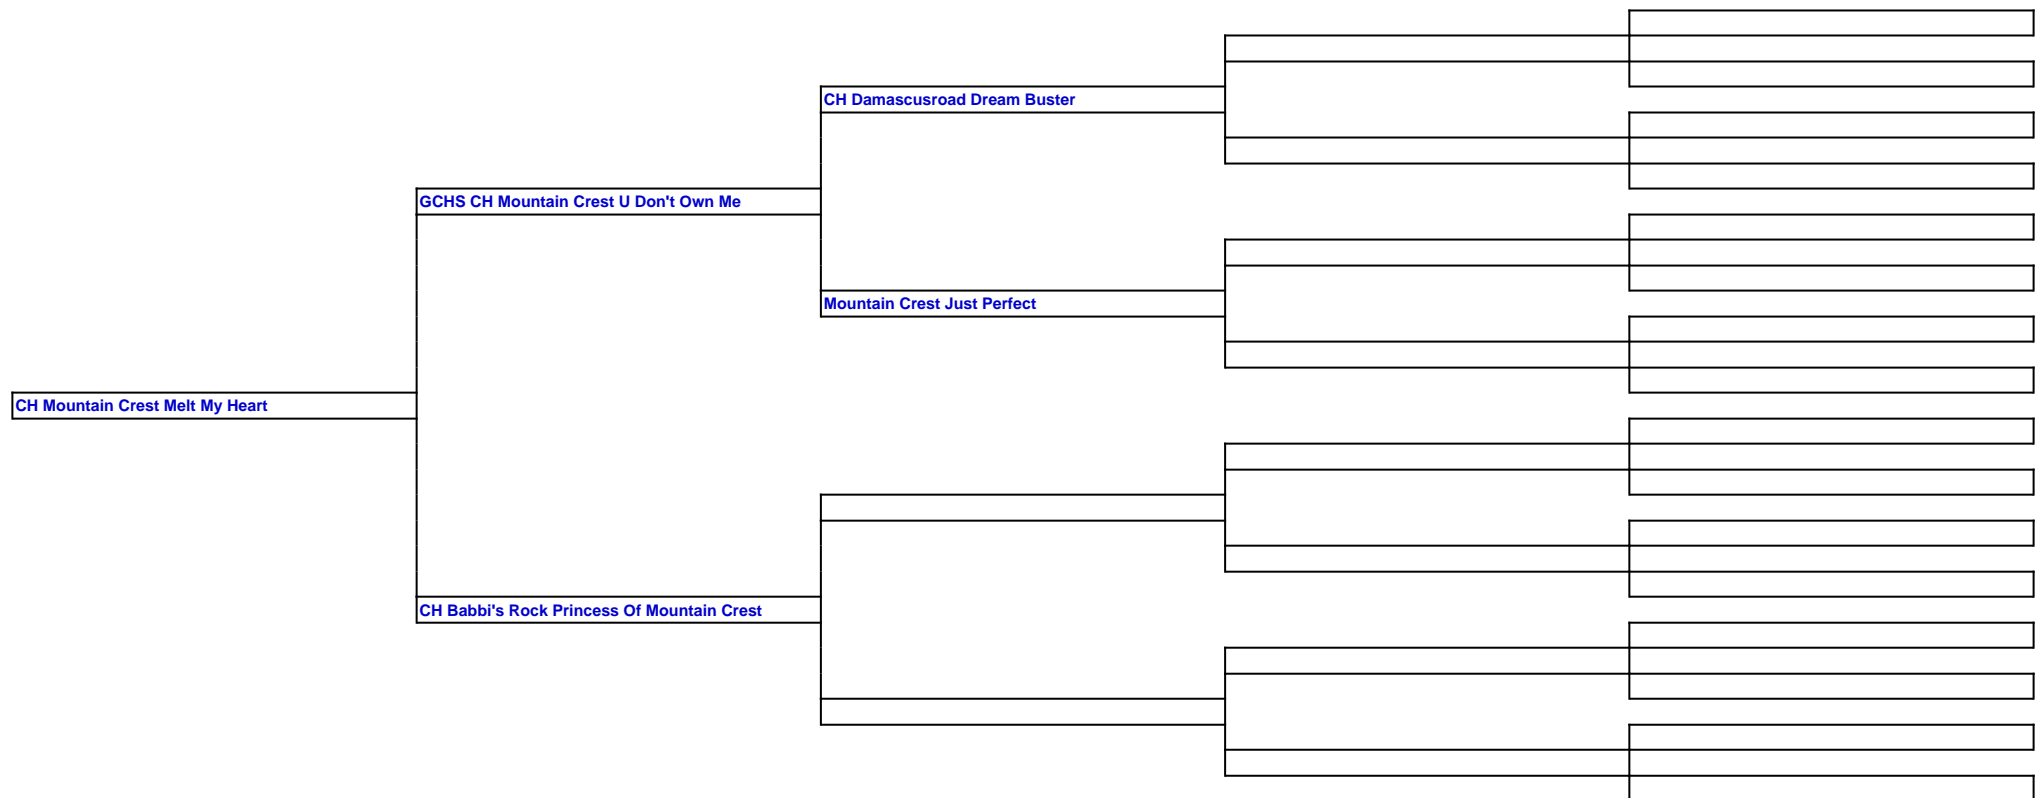 CH Damascusroad Dream Buster
GCHS CH Mountain Crest U Don't Own Me
Mountain Crest Just Perfect
CH Mountain Crest Melt My Heart
CH Babbi's Rock Princess Of Mountain Crest